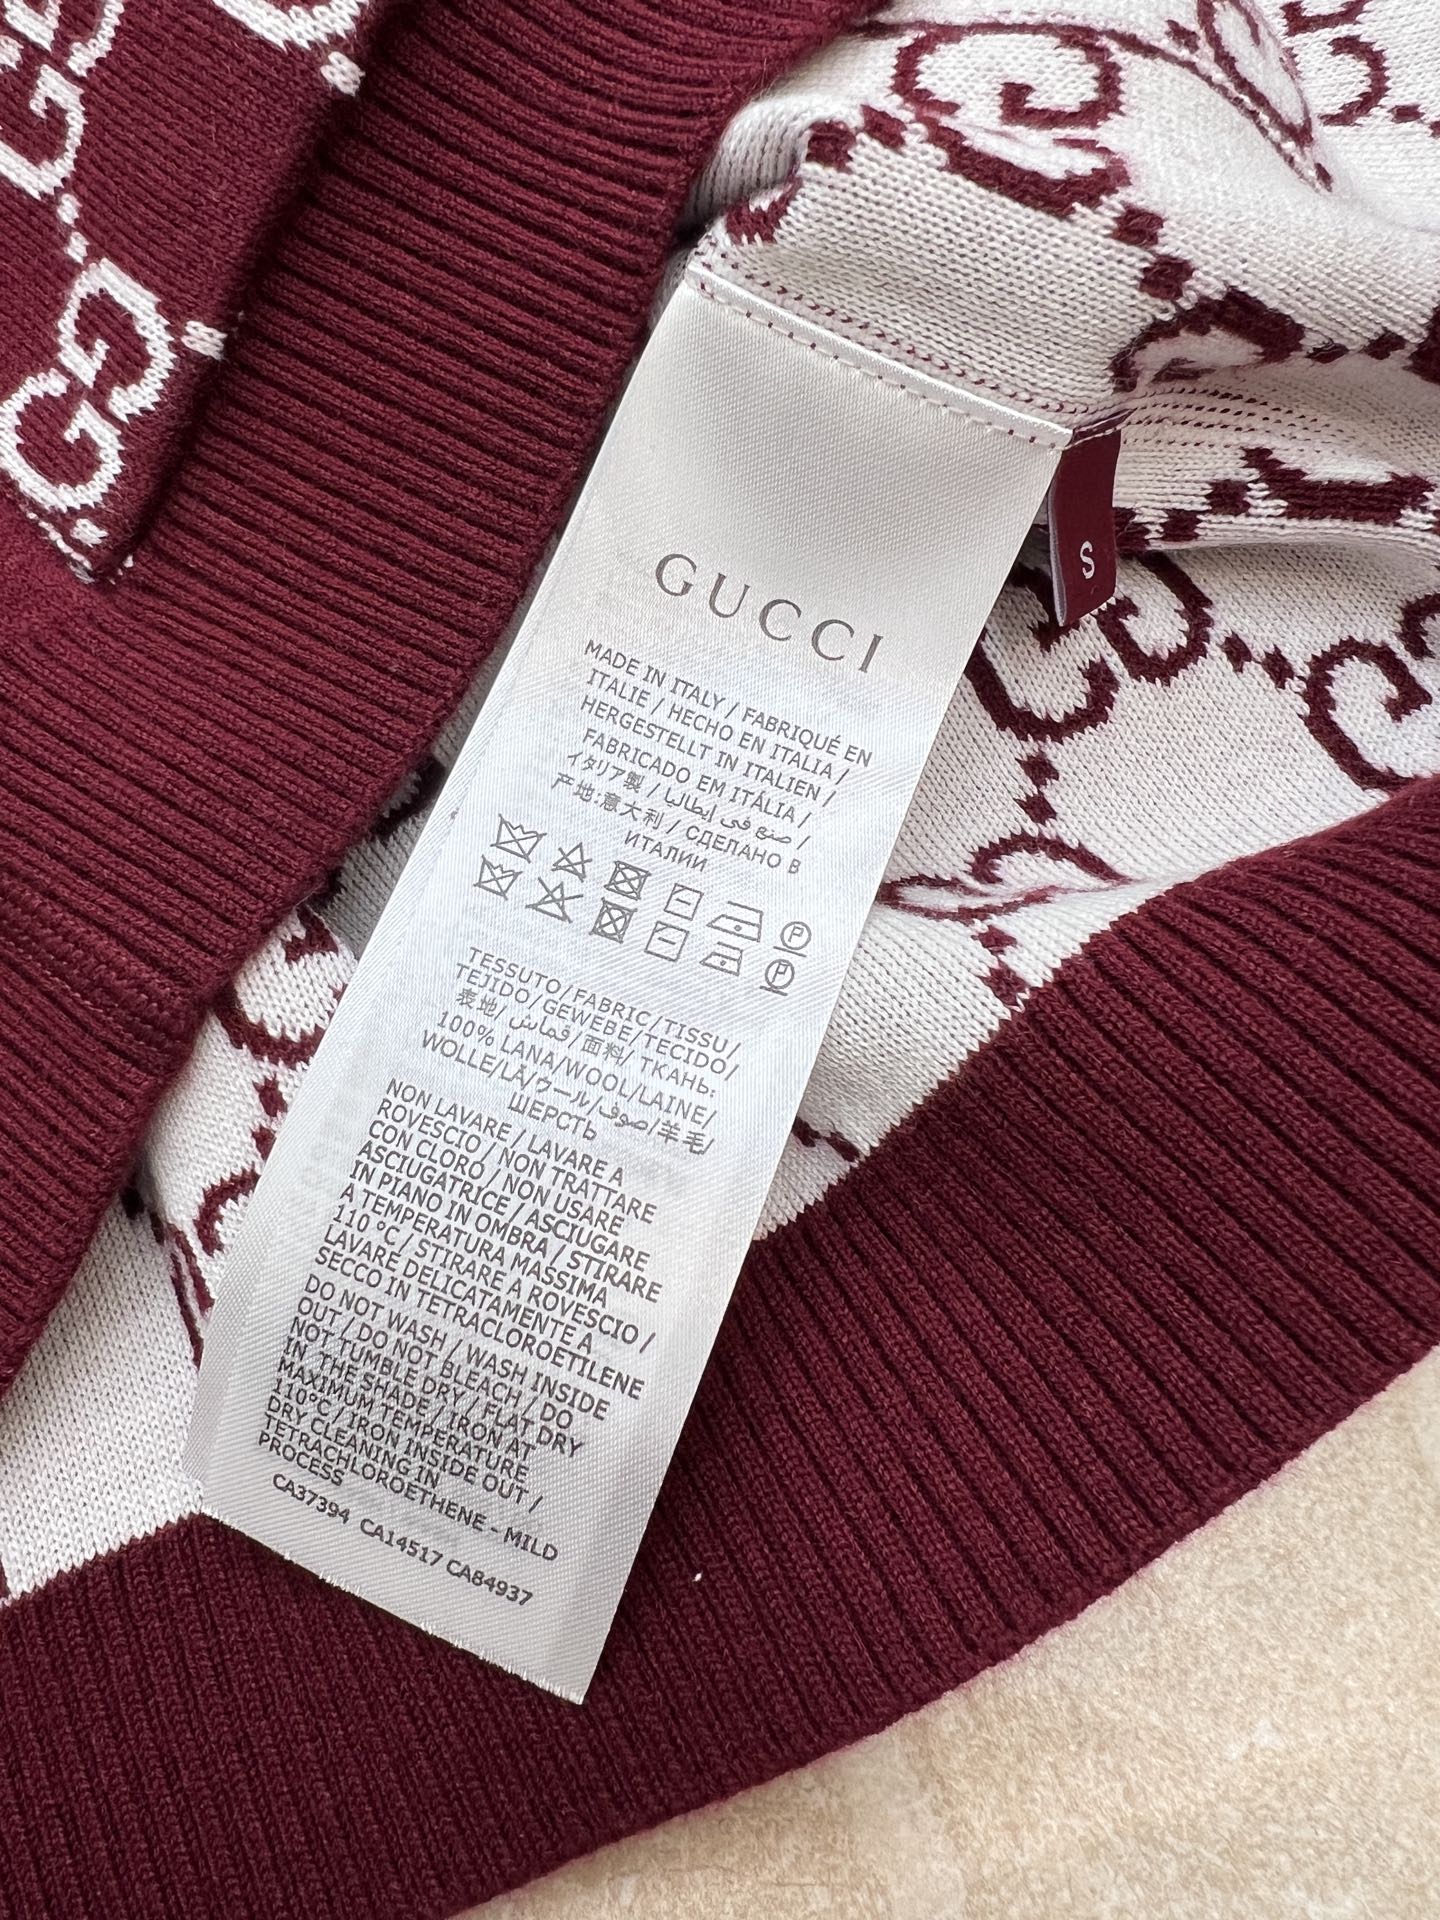 S
GUCCI
MADE IN ITALY / FABRIQUÉ EN
ITALIE / HECHO EN ITALIA /
HERGESTELLT IN ITALIEN /
FABRICADO EM ITÁLIA /
イタリア製 / صنع في إيطاليا /
产地:意大利 / СДЕЛАНО В
ИТАЛИИ
TESSUTO/FABRIC/TISSU/
TEJIDO/GEWEBE/TECIDO/
表地/قماش/面料/ТКАНЬ:
100% LANA/WOOL/LAINE/
WOLLE/LÃ/ウール/صوف/羊毛/
ШЕРСТЬ
NON LAVARE / LAVARE A
ROVESCIO / NON TRATTARE
CON CLORO / NON USARE
ASCIUGATRICE / ASCIUGARE
IN PIANO IN OMBRA / STIRARE
A TEMPERATURA MASSIMA
110 °C / STIRARE A ROVESCIO /
LAVARE DELICATAMENTE A
SECCO IN TETRACLOROETILENE
DO NOT WASH / WASH INSIDE
OUT / DO NOT BLEACH / DO
NOT TUMBLE DRY / FLAT DRY
IN THE SHADE / IRON AT
MAXIMUM TEMPERATURE
110°C / IRON INSIDE OUT /
DRY CLEANING IN
TETRACHLOROETHENE - MILD
PROCESS
CA37394 CA14517 CA84937